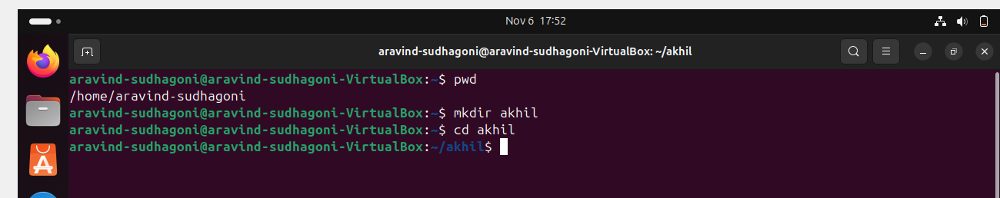 Nov 6 17:52
aravind-sudhagoni@aravind-sudhagoni-VirtualBox: ~/akhil
aravind-sudhagoni@aravind-sudhagoni-VirtualBox:~$ pwd
/home/aravind-sudhagoni
aravind-sudhagoni@aravind-sudhagoni-VirtualBox:~$ mkdir akhil
aravind-sudhagoni@aravind-sudhagoni-VirtualBox:~$ cd akhil
aravind-sudhagoni@aravind-sudhagoni-VirtualBox:~/akhil$